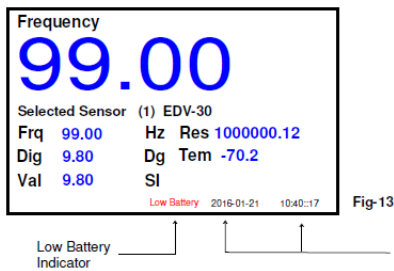 Frequency
99.00
Selected Sensor (1) EDV-30
Frq 99.00 Hz Res 1000000.12
Dig 9.80 Dg Tem -70.2
Val 9.80 SI
Low Battery 2016-01-21 10:40::17 Fig-13
Low Battery
Indicator